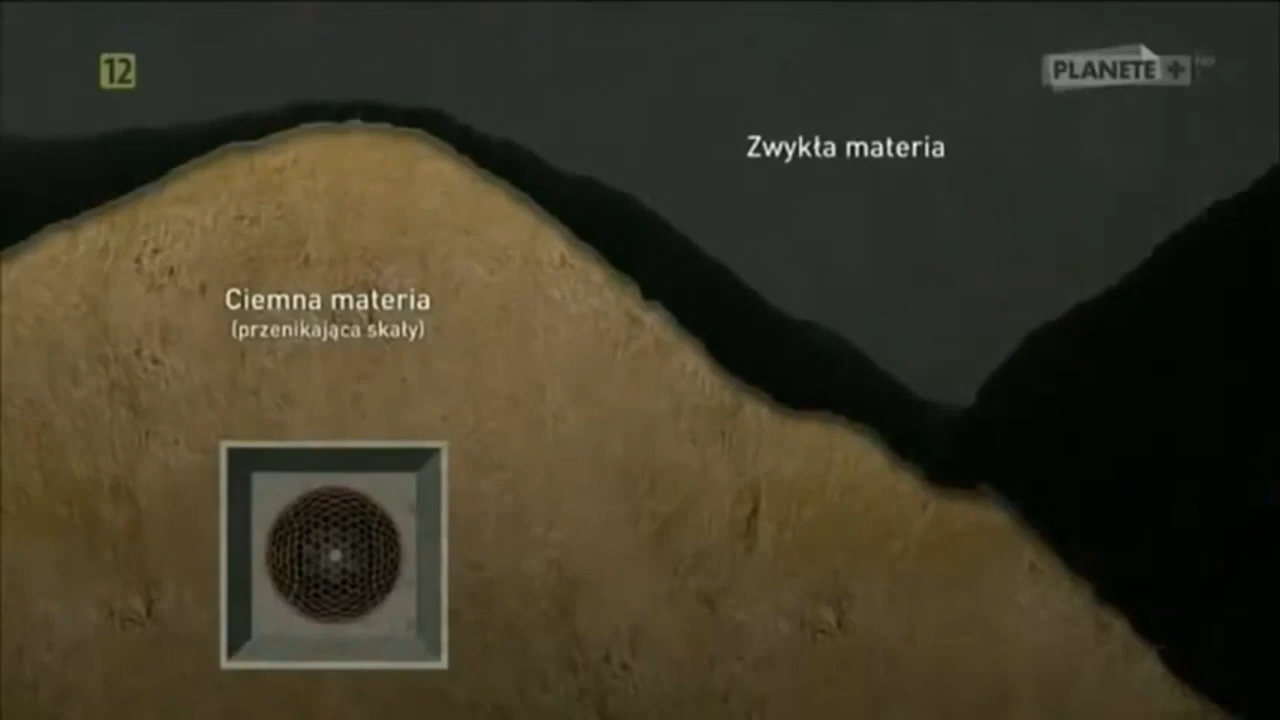 12
PLANETE +
Zwykła materia
Ciemna materia
(przenikająca skały)